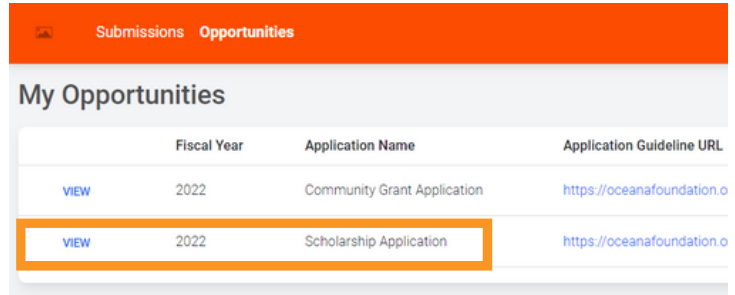 Submissions Opportunities
My Opportunities
Fiscal Year Application Name Application Guideline URL
VIEW 2022 Community Grant Application https://oceanafoundation.o
VIEW 2022 Scholarship Application https://oceanafoundation.o